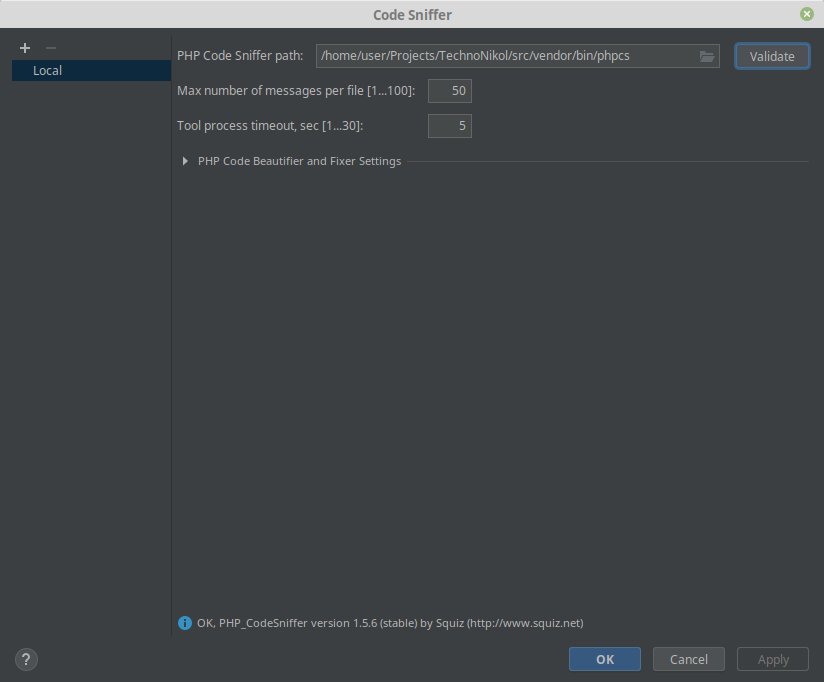 Code Sniffer
Local
PHP Code Sniffer path: /home/user/Projects/TechnoNikol/src/vendor/bin/phpcs Validate
Max number of messages per file [1...100]: 50
Tool process timeout, sec [1...30]: 5
PHP Code Beautifier and Fixer Settings
OK, PHP_CodeSniffer version 1.5.6 (stable) by Squiz (http://www.squiz.net)
? OK Cancel Apply